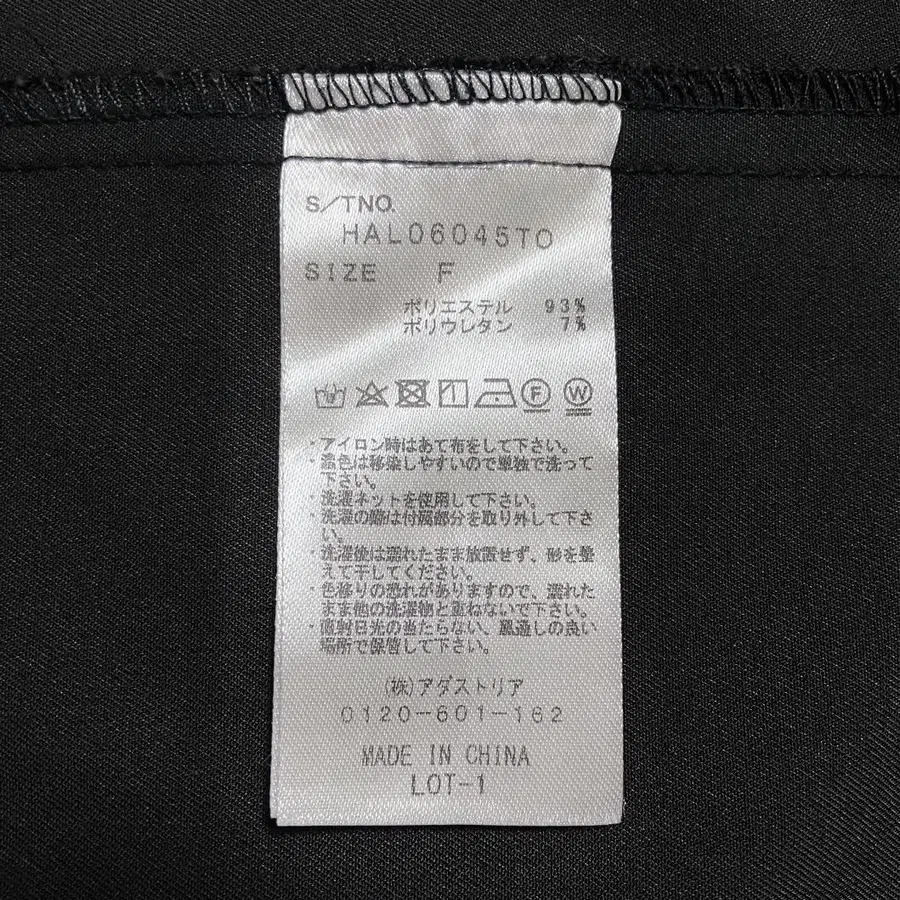 S/TNO.
HAL06045TO
SIZE F
ポリエステル 93%
ポリウレタン 7%
F W
・アイロン時はあて布をして下さい。
・濃色は移染しやすいので単独で洗って
下さい。
・洗濯ネットを使用して下さい。
・洗濯の際は付属部分を取り外して下さ
い。
・洗濯後は濡れたまま放置せず、形を整
えて干してください。
・色移りの恐れがありますので、濡れた
まま他の洗濯物と重ねないで下さい。
・直射日光の当たらない、風通しの良い
場所で保管して下さい。
(株)アダストリア
0120-601-162
MADE IN CHINA
LOT-1